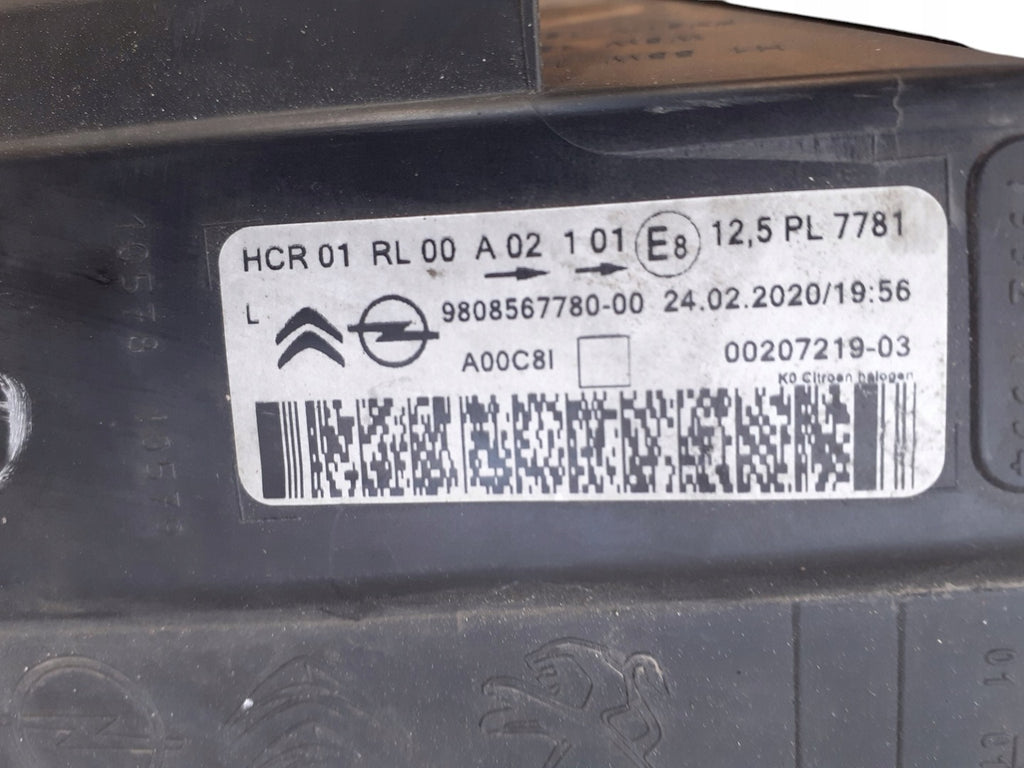 HCR 01 RL 00 A 02 1 01 E8 12,5 PL 7781
L
9808567780-00 24.02.2020/19:56
A00C8I
00207219-03
K0 Citroen halogen